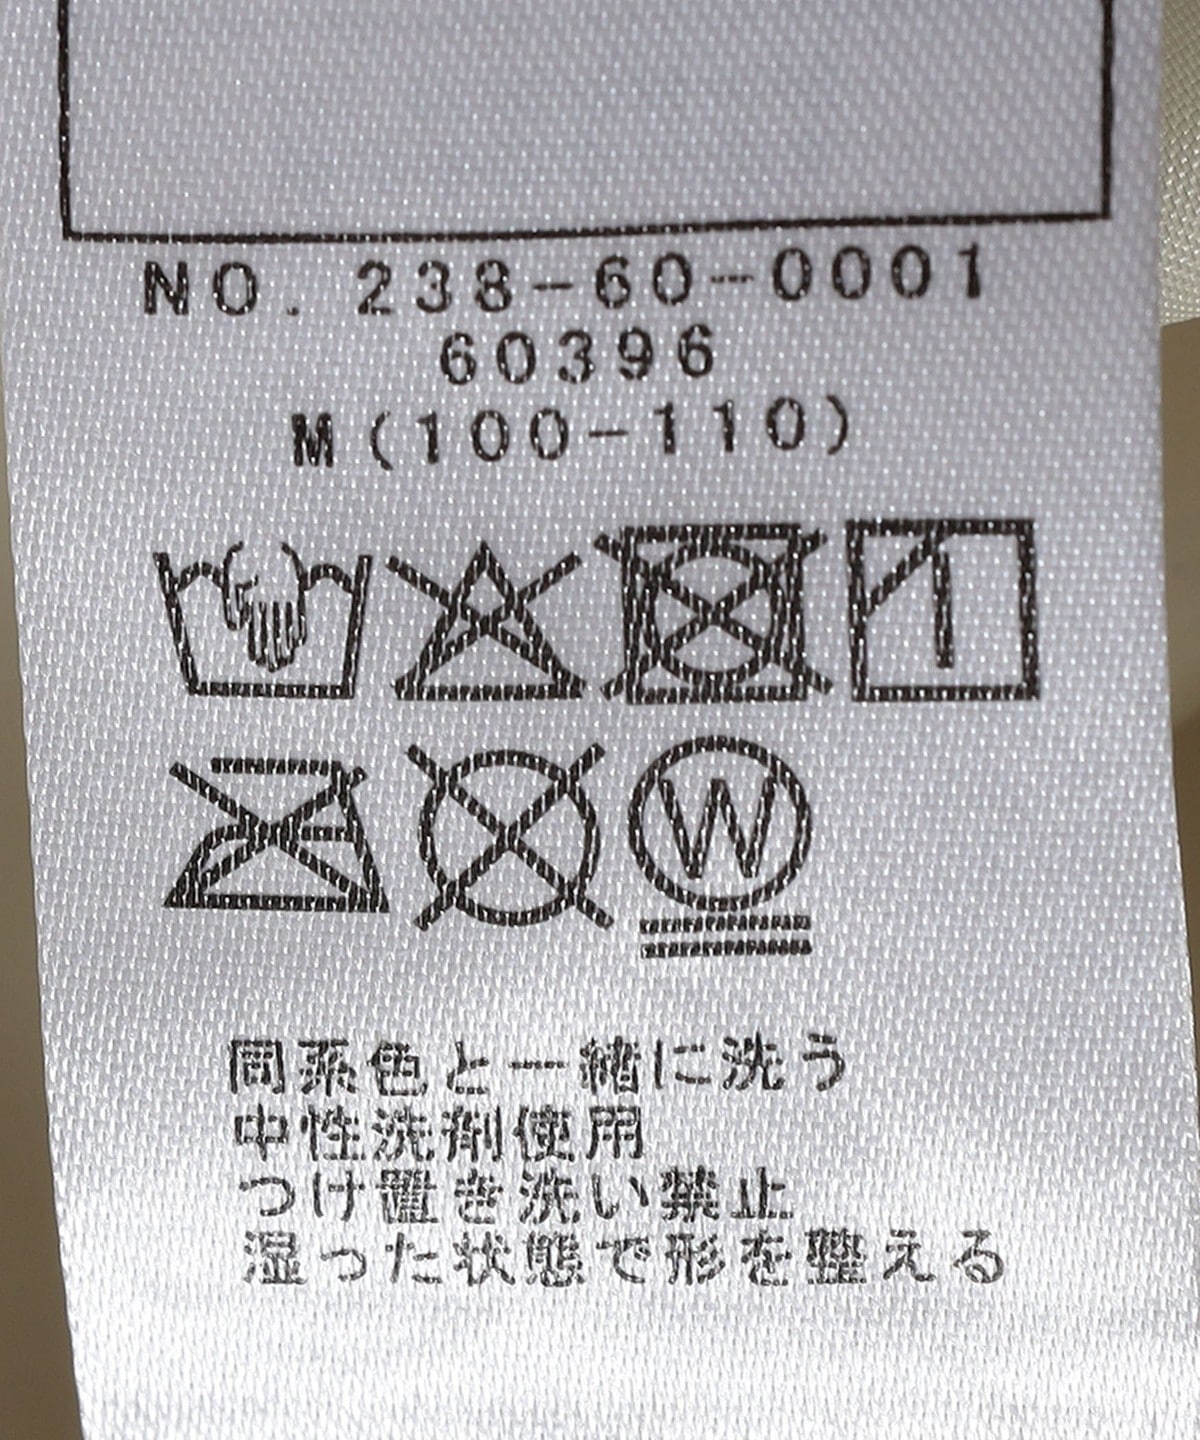 NO. 238-60-0001
60396
M(100-110)
W
同系色と一緒に洗う
中性洗剤使用
つけ置き洗い禁止
湿った状態で形を整える